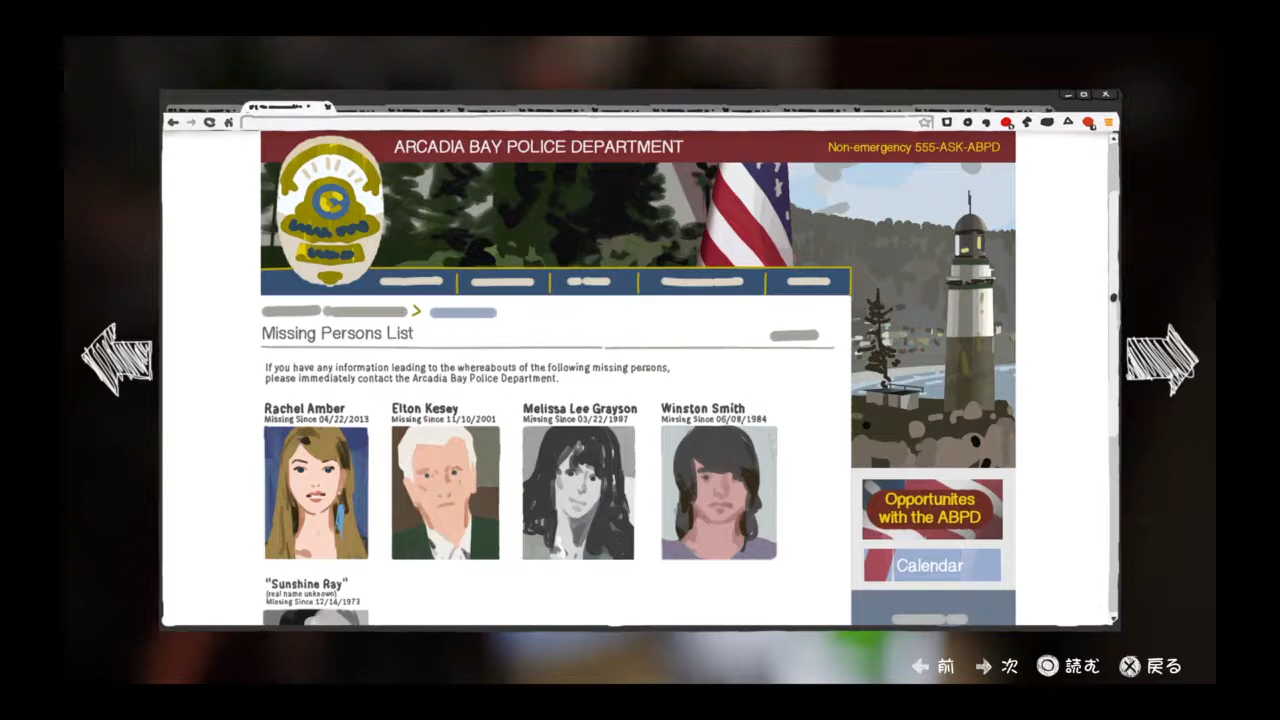 ARCADIA BAY POLICE DEPARTMENT
Non-emergency 555-ASK-ABPD
Missing Persons List
If you have any information leading to the whereabouts of the following missing persons,
please immediately contact the Arcadia Bay Police Department.
Rachel Amber
Missing Since 04/22/2013
Elton Kesey
Missing Since 11/10/2001
Melissa Lee Grayson
Missing Since 03/22/1997
Winston Smith
Missing Since 06/08/1984
"Sunshine Ray"
(real name unknown)
Missing Since 12/14/1973
Opportunites
with the ABPD
Calendar
前 次 読む 戻る